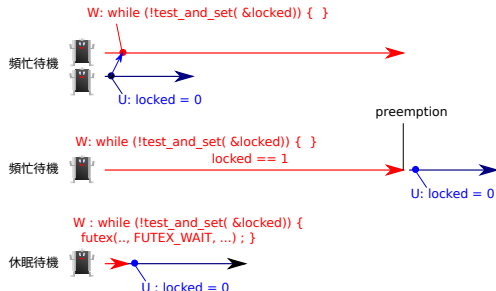 W: while (!test_and_set( &locked)) {  }
頻忙待機
U: locked = 0
preemption
W: while (!test_and_set( &locked)) {  }
locked == 1
頻忙待機
U: locked = 0
W : while (!test_and_set( &locked)) {
futex(.., FUTEX_WAIT, ...) ; }
休眠待機
U : locked = 0